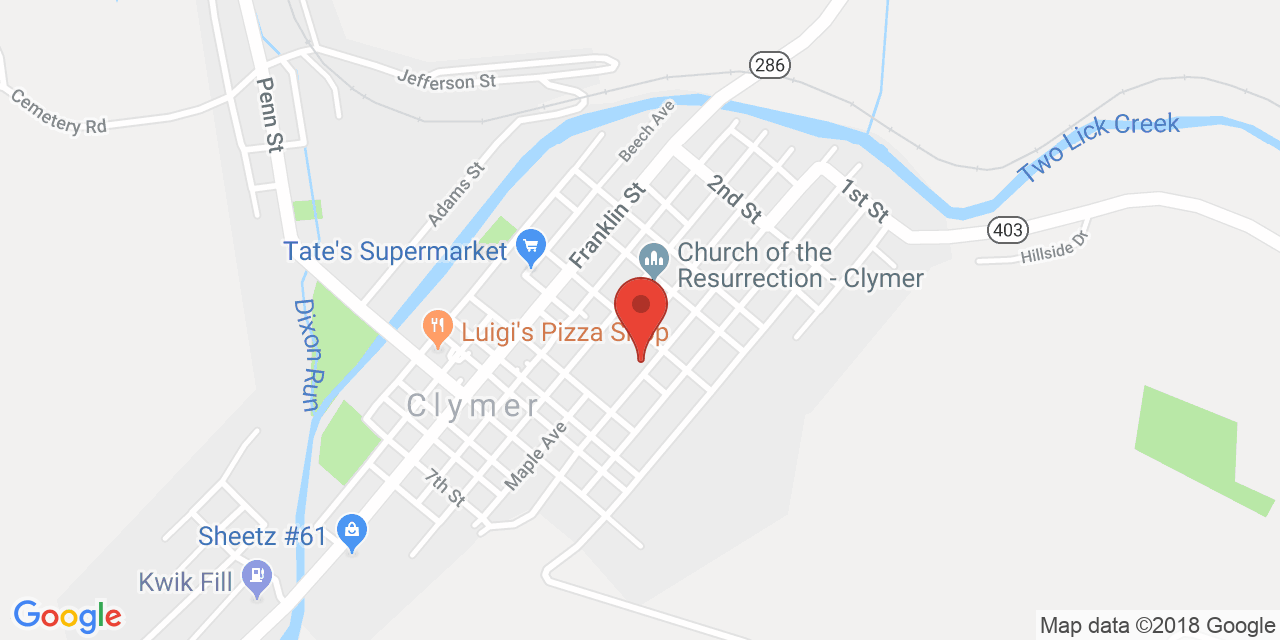 286
Jefferson St
Cemetery Rd
Penn St
Beech Ave
Two Lick Creek
Adams St
Franklin St
2nd St
1st St
403
Hillside Dr
Tate's Supermarket
Church of the
Resurrection - Clymer
Dixon Run
Luigi's Pizza Shop
Clymer
Maple Ave
7th St
Sheetz #61
Kwik Fill
Google
Map data ©2018 Google